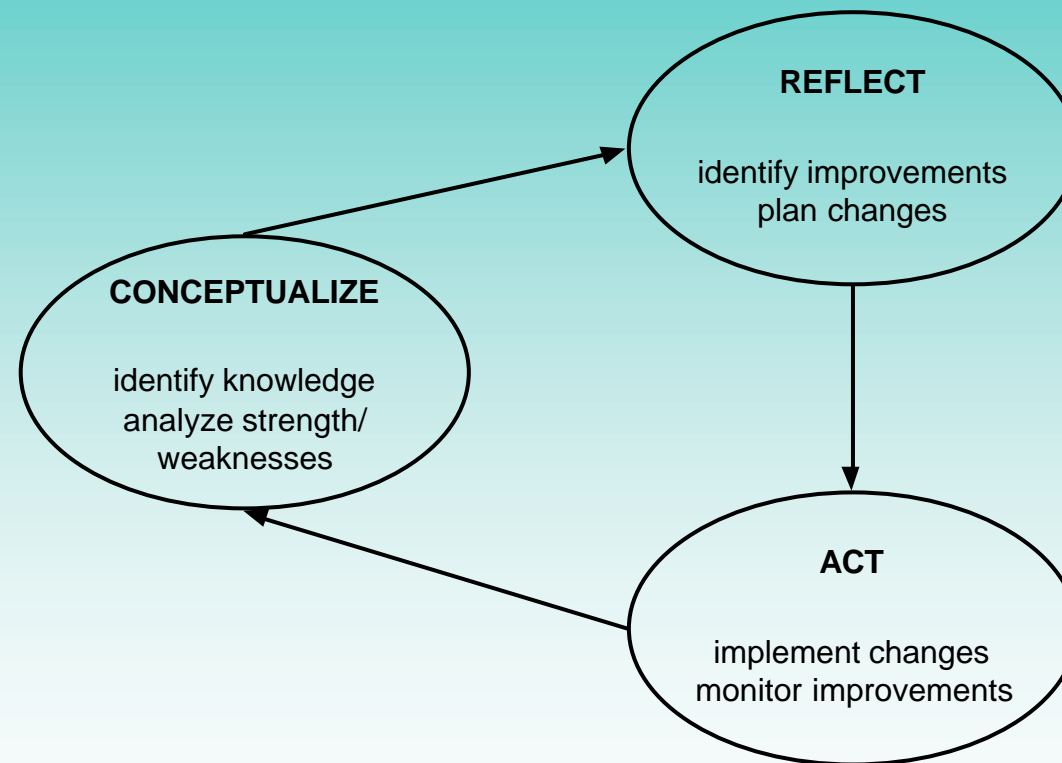 REFLECT
identify improvements
plan changes
CONCEPTUALIZE
identify knowledge
analyze strength/
weaknesses
ACT
implement changes
monitor improvements